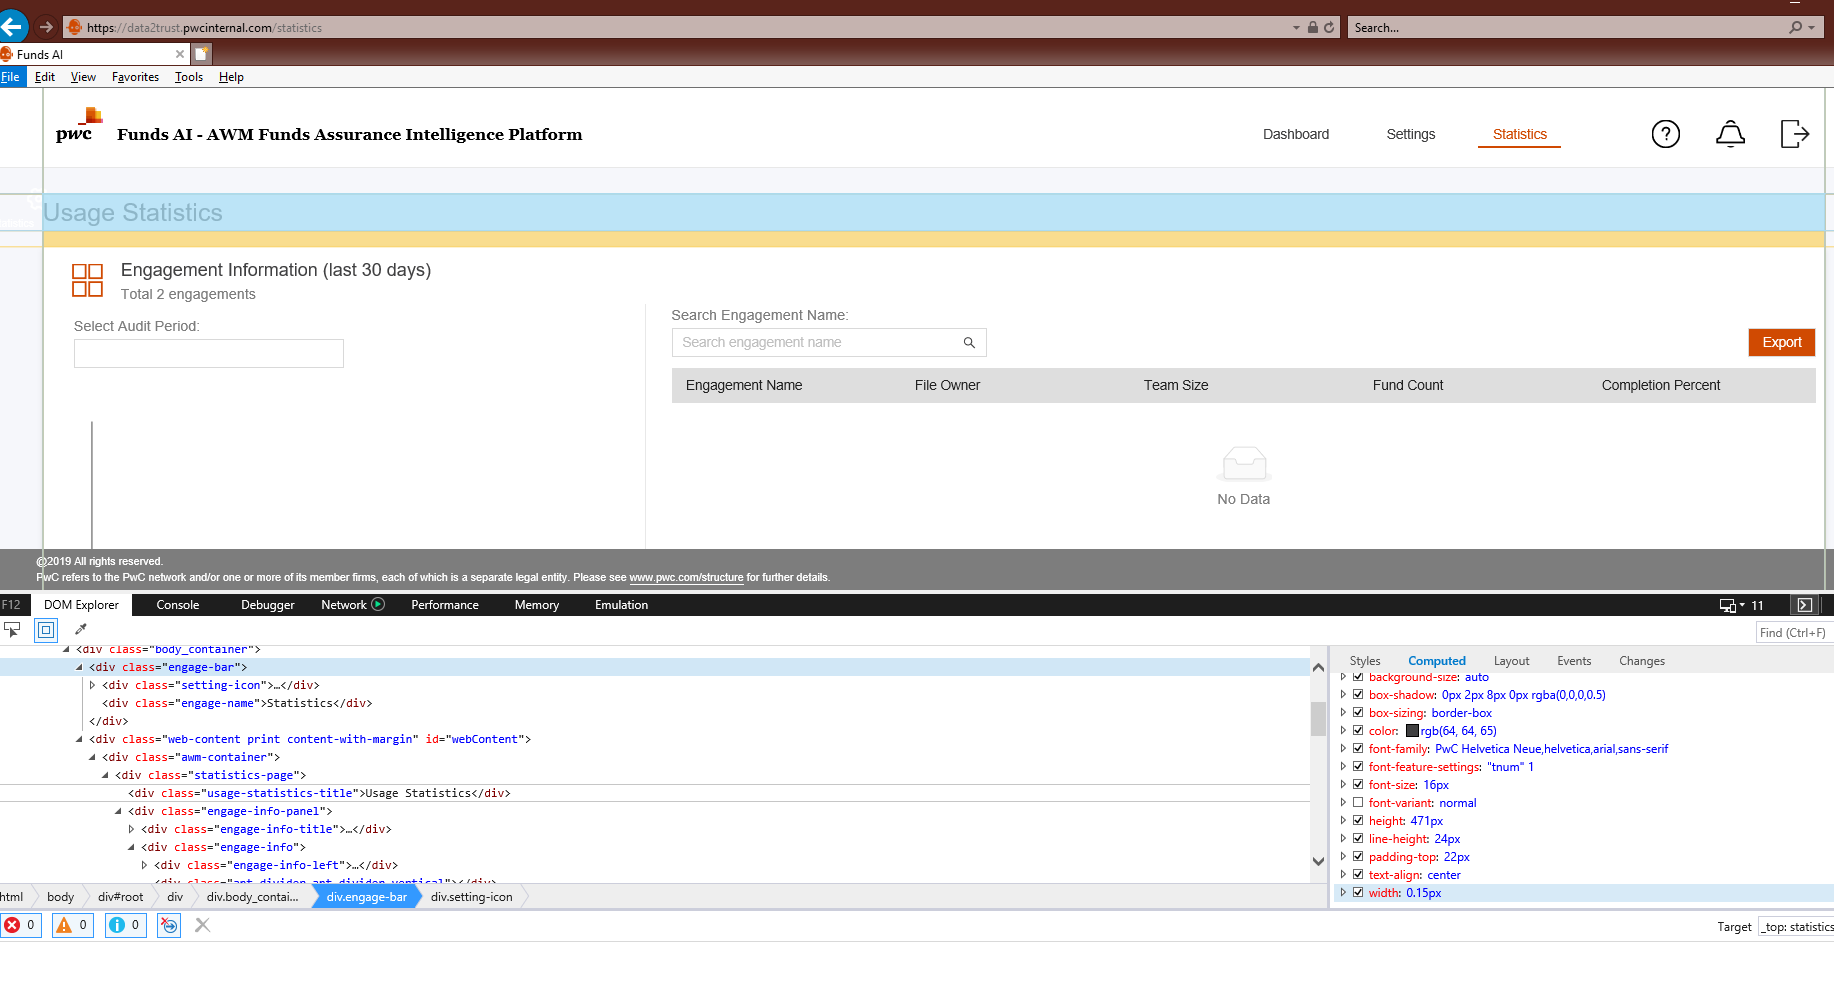 https://data2trust.pwcinternal.com/statistics
Search...
Funds AI
File Edit View Favorites Tools Help
pwc
Funds AI - AWM Funds Assurance Intelligence Platform
Dashboard Settings Statistics
?
Usage Statistics
Engagement Information (last 30 days)
Total 2 engagements
Select Audit Period:
Search Engagement Name:
Search engagement name
Export
Engagement Name File Owner Team Size Fund Count Completion Percent
No Data
@2019 All rights reserved.
PwC refers to the PwC network and/or one or more of its member firms, each of which is a separate legal entity. Please see www.pwc.com/structure for further details.
F12 DOM Explorer Console Debugger Network Performance Memory Emulation 11
Find (Ctrl+F)
<div class="body_container">
<div class="engage-bar">
<div class="setting-icon">…</div>
<div class="engage-name">Statistics</div>
</div>
<div class="web-content print content-with-margin" id="webContent">
<div class="awm-container">
<div class="statistics-page">
<div class="usage-statistics-title">Usage Statistics</div>
<div class="engage-info-panel">
<div class="engage-info-title">…</div>
<div class="engage-info">
<div class="engage-info-left">…</div>
<div class="ant-divider ant-divider-vertical"></div>
Styles Computed Layout Events Changes
background-size: auto
box-shadow: 0px 2px 8px 0px rgba(0,0,0,0.5)
box-sizing: border-box
color: rgb(64, 64, 65)
font-family: PwC Helvetica Neue,helvetica,arial,sans-serif
font-feature-settings: "tnum" 1
font-size: 16px
font-variant: normal
height: 471px
line-height: 24px
padding-top: 22px
text-align: center
width: 0.15px
html body div#root div div.body_contai... div.engage-bar div.setting-icon
0 0 0
Target _top: statistics